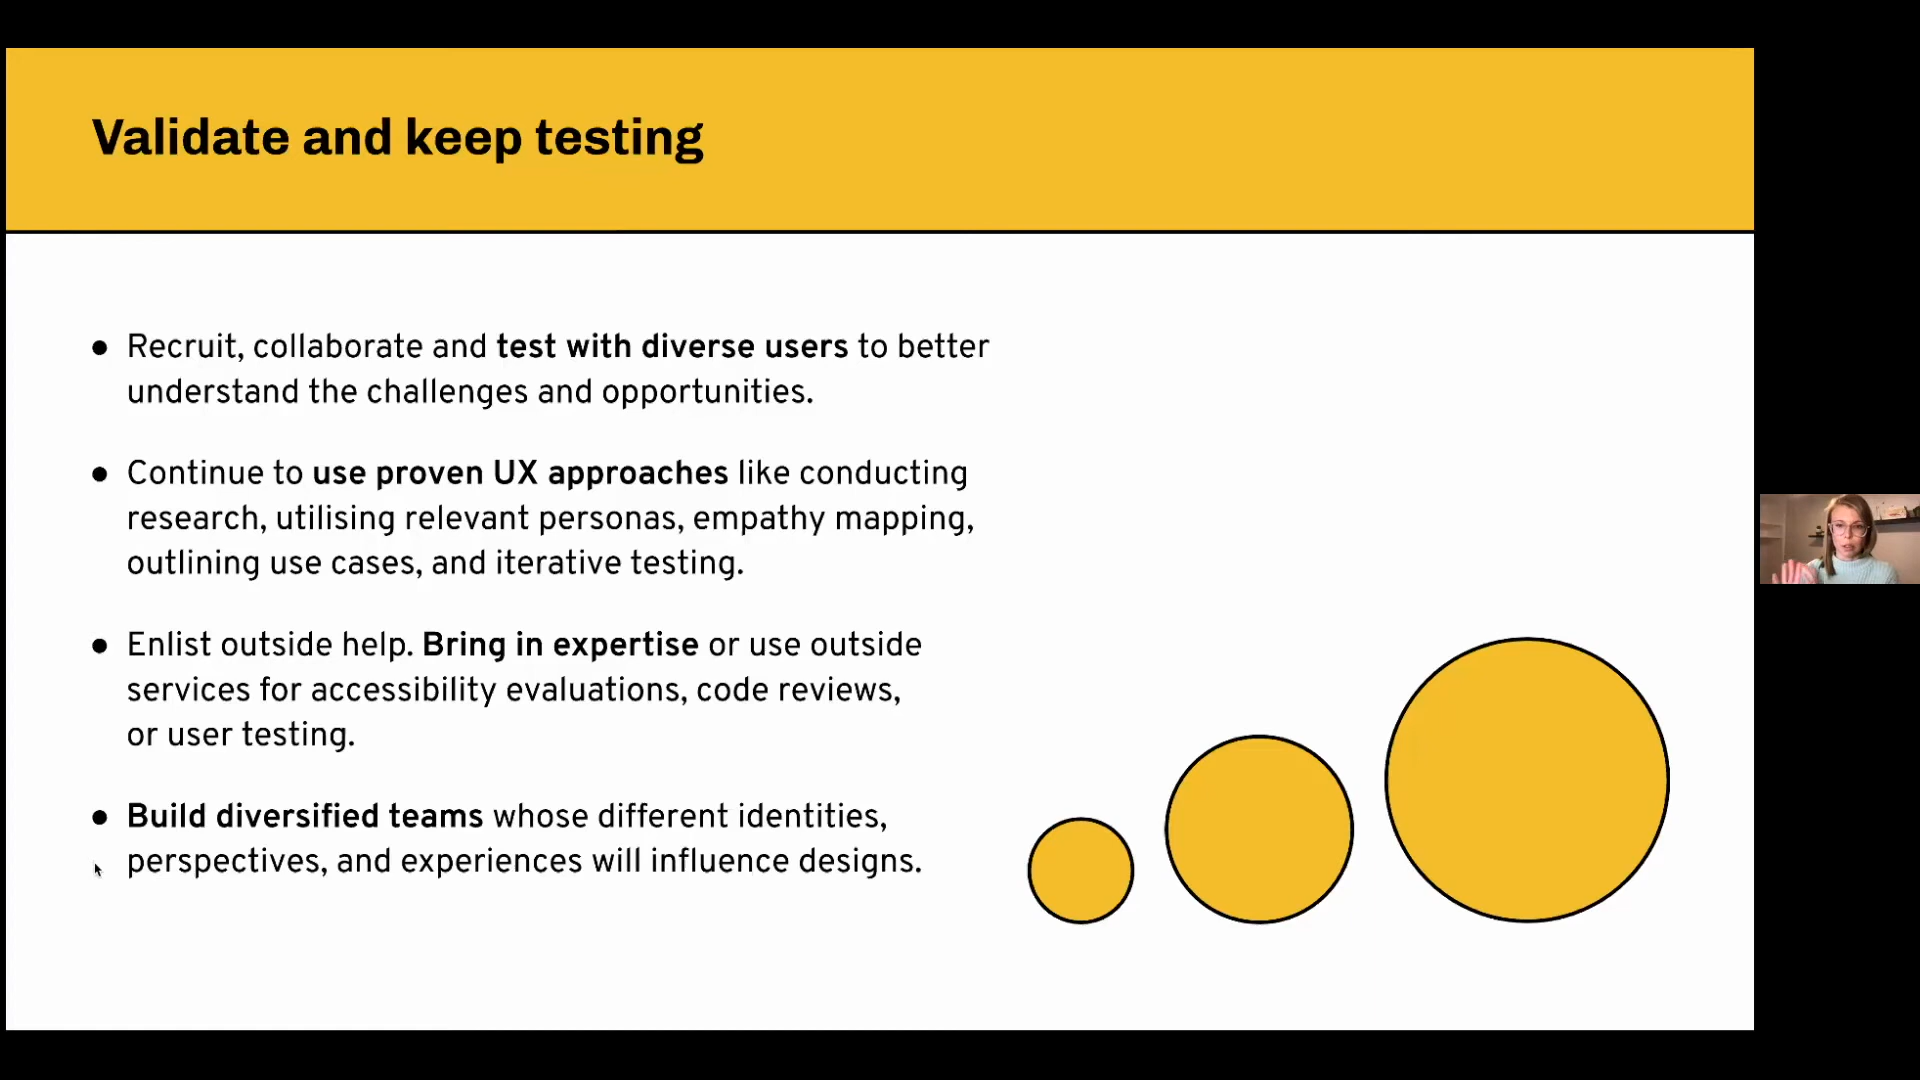 Validate and keep testing
● Recruit, collaborate and test with diverse users to better
understand the challenges and opportunities.
● Continue to use proven UX approaches like conducting
research, utilising relevant personas, empathy mapping,
outlining use cases, and iterative testing.
● Enlist outside help. Bring in expertise or use outside
services for accessibility evaluations, code reviews,
or user testing.
● Build diversified teams whose different identities,
perspectives, and experiences will influence designs.